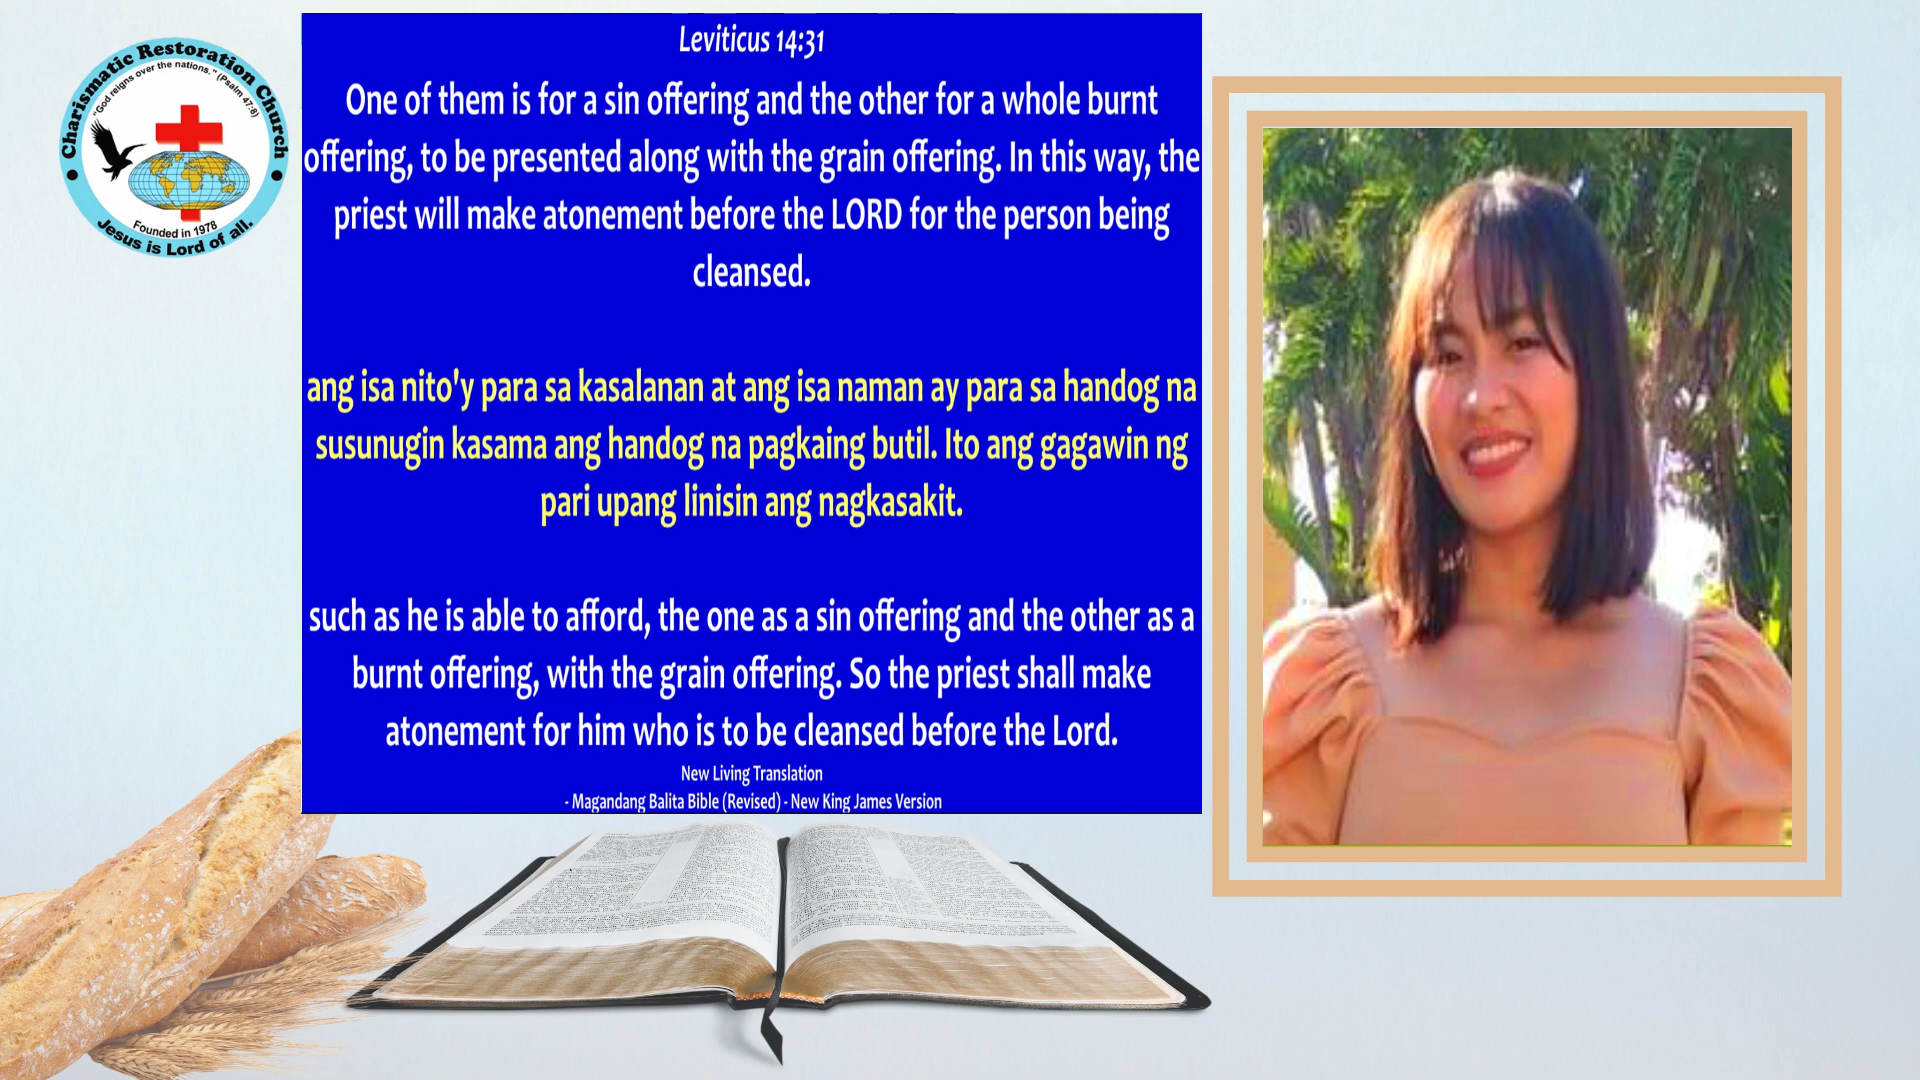 Charismatic Restoration Church
"God reigns over the nations." (Psalm 47:8)
Founded in 1978
Jesus is Lord of all.
Leviticus 14:31
One of them is for a sin offering and the other for a whole burnt
offering, to be presented along with the grain offering. In this way, the
priest will make atonement before the LORD for the person being
cleansed.
ang isa nito'y para sa kasalanan at ang isa naman ay para sa handog na
susunugin kasama ang handog na pagkaing butil. Ito ang gagawin ng
pari upang linisin ang nagkasakit.
such as he is able to afford, the one as a sin offering and the other as a
burnt offering, with the grain offering. So the priest shall make
atonement for him who is to be cleansed before the Lord.
New Living Translation
- Magandang Balita Bible (Revised) - New King James Version